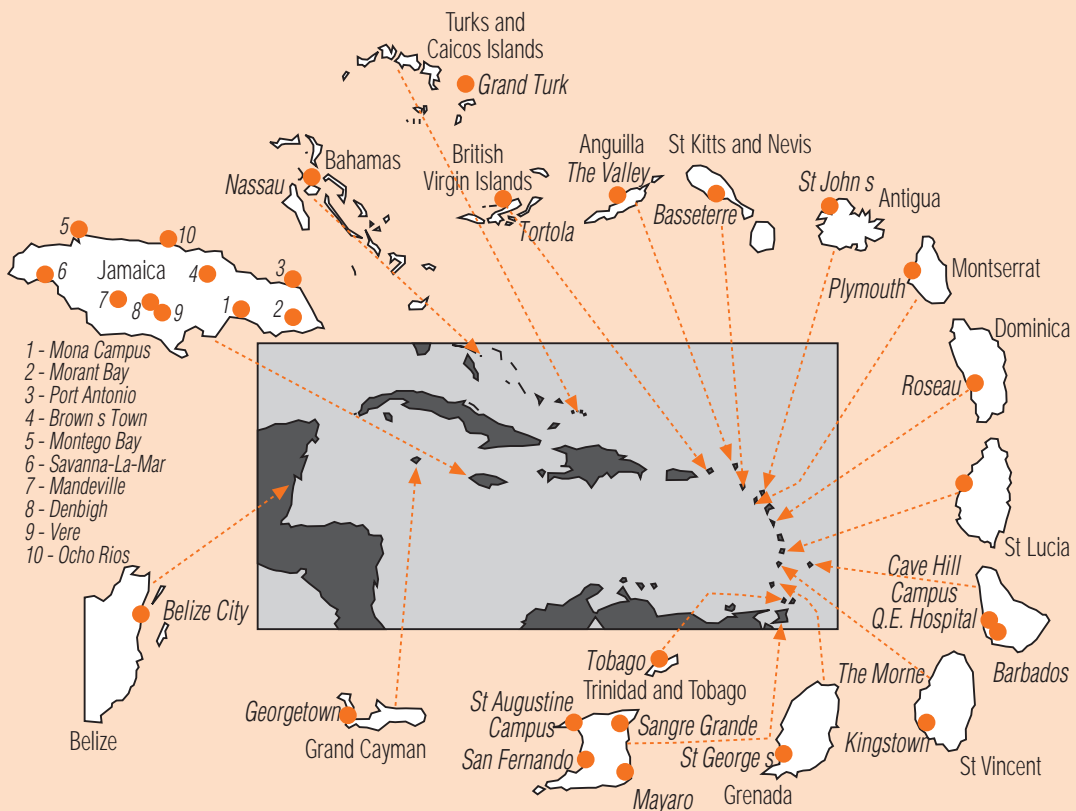 Turks and
Caicos Islands
Grand Turk
Bahamas
Nassau
British
Virgin Islands
Tortola
Anguilla
The Valley
St Kitts and Nevis
Basseterre
St John s
Antigua
Montserrat
Plymouth
Dominica
Roseau
St Lucia
5
10
Jamaica
6
4
3
7
8
9
1
2
1 - Mona Campus
2 - Morant Bay
3 - Port Antonio
4 - Brown s Town
5 - Montego Bay
6 - Savanna-La-Mar
7 - Mandeville
8 - Denbigh
9 - Vere
10 - Ocho Rios
Belize City
Belize
Georgetown
Grand Cayman
Tobago
Trinidad and Tobago
St Augustine
Campus
Sangre Grande
San Fernando
Mayaro
St George s
Grenada
Cave Hill
Campus
Q.E. Hospital
Barbados
The Morne
Kingstown
St Vincent